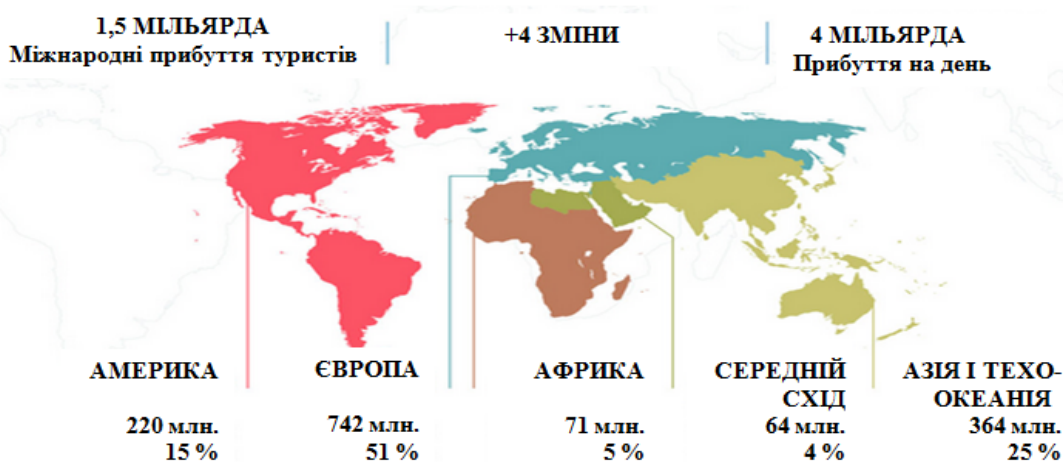 1,5 МІЛЬЯРДА
Міжнародні прибуття туристів
+4 ЗМІНИ
4 МІЛЬЯРДА
Прибуття на день
АМЕРИКА
220 млн.
15 %
ЄВРОПА
742 млн.
51 %
АФРИКА
71 млн.
5 %
СЕРЕДНІЙ
СХІД
64 млн.
4 %
АЗІЯ І ТЕХО-
ОКЕАНІЯ
364 млн.
25 %